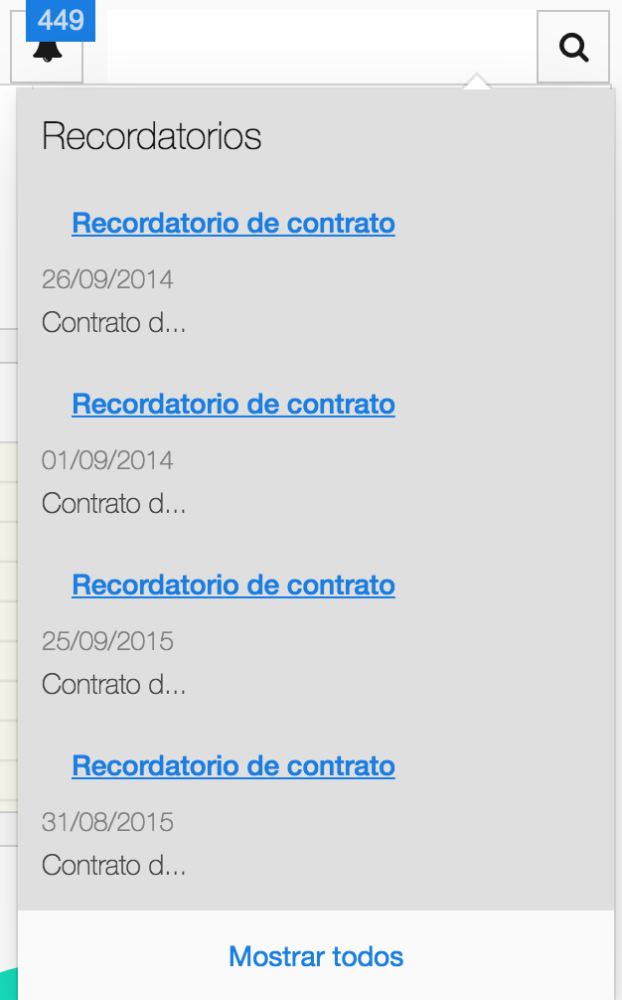 449
Recordatorios
Recordatorio de contrato
26/09/2014
Contrato d...
Recordatorio de contrato
01/09/2014
Contrato d...
Recordatorio de contrato
25/09/2015
Contrato d...
Recordatorio de contrato
31/08/2015
Contrato d...
Mostrar todos